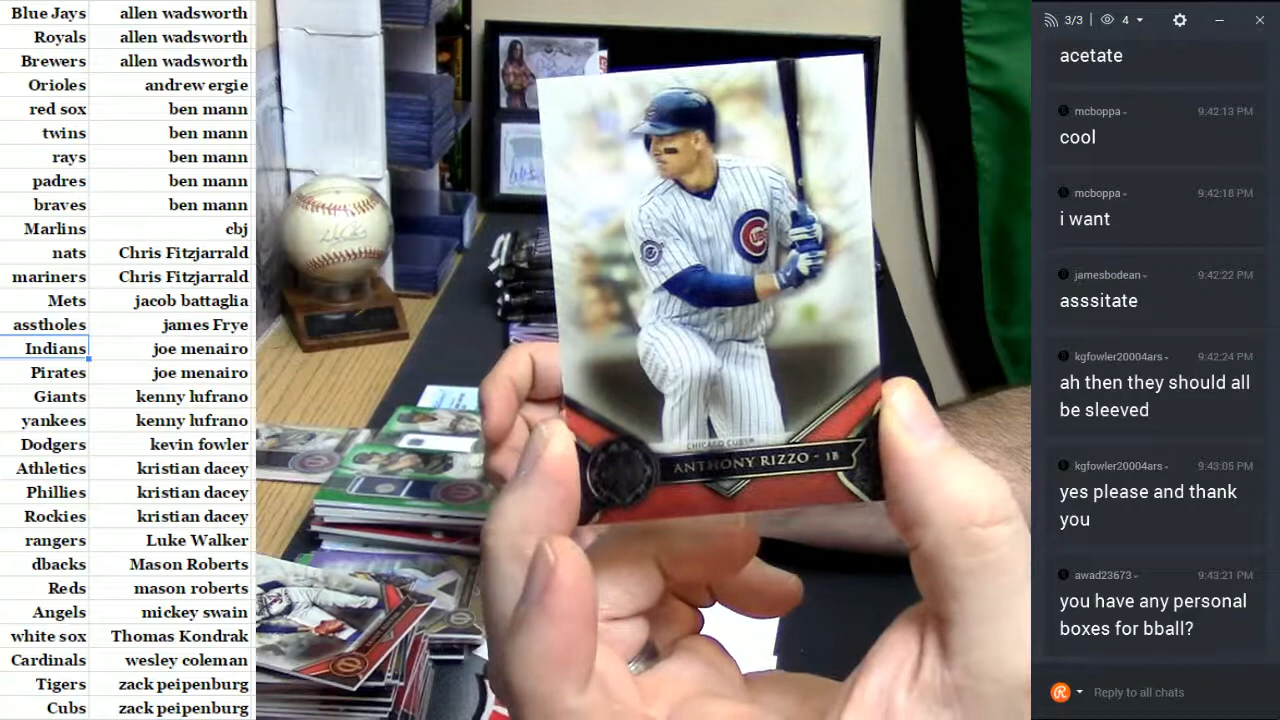 Blue Jays allen wadsworth
Royals allen wadsworth
Brewers allen wadsworth
Orioles andrew ergie
red sox ben mann
twins ben mann
rays ben mann
padres ben mann
braves ben mann
Marlins cbj
nats Chris Fitzjarrald
mariners Chris Fitzjarrald
Mets jacob battaglia
asstholes james Frye
Indians joe menairo
Pirates joe menairo
Giants kenny lufrano
yankees kenny lufrano
Dodgers kevin fowler
Athletics kristian dacey
Phillies kristian dacey
Rockies kristian dacey
rangers Luke Walker
dbacks Mason Roberts
Reds mason roberts
Angels mickey swain
white sox Thomas Kondrak
Cardinals wesley coleman
Tigers zack peipenburg
Cubs zack peipenburg
CHICAGO CUBS
ANTHONY RIZZO - 1B
3/3 4
acetate
mcboppa 9:42:13 PM
cool
mcboppa 9:42:18 PM
i want
jamesbodean 9:42:22 PM
asssitate
kgfowler20004ars 9:42:24 PM
ah then they should all
be sleeved
kgfowler20004ars 9:43:05 PM
yes please and thank
you
awad23673 9:43:21 PM
you have any personal
boxes for bball?
Reply to all chats